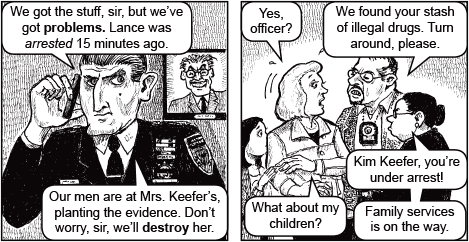 We got the stuff, sir, but we've
got problems. Lance was
arrested 15 minutes ago.
Our men are at Mrs. Keefer's,
planting the evidence. Don't
worry, sir, we'll destroy her.
Yes,
officer?
We found your stash
of illegal drugs. Turn
around, please.
What about my
children?
Kim Keefer, you're
under arrest!
Family services
is on the way.